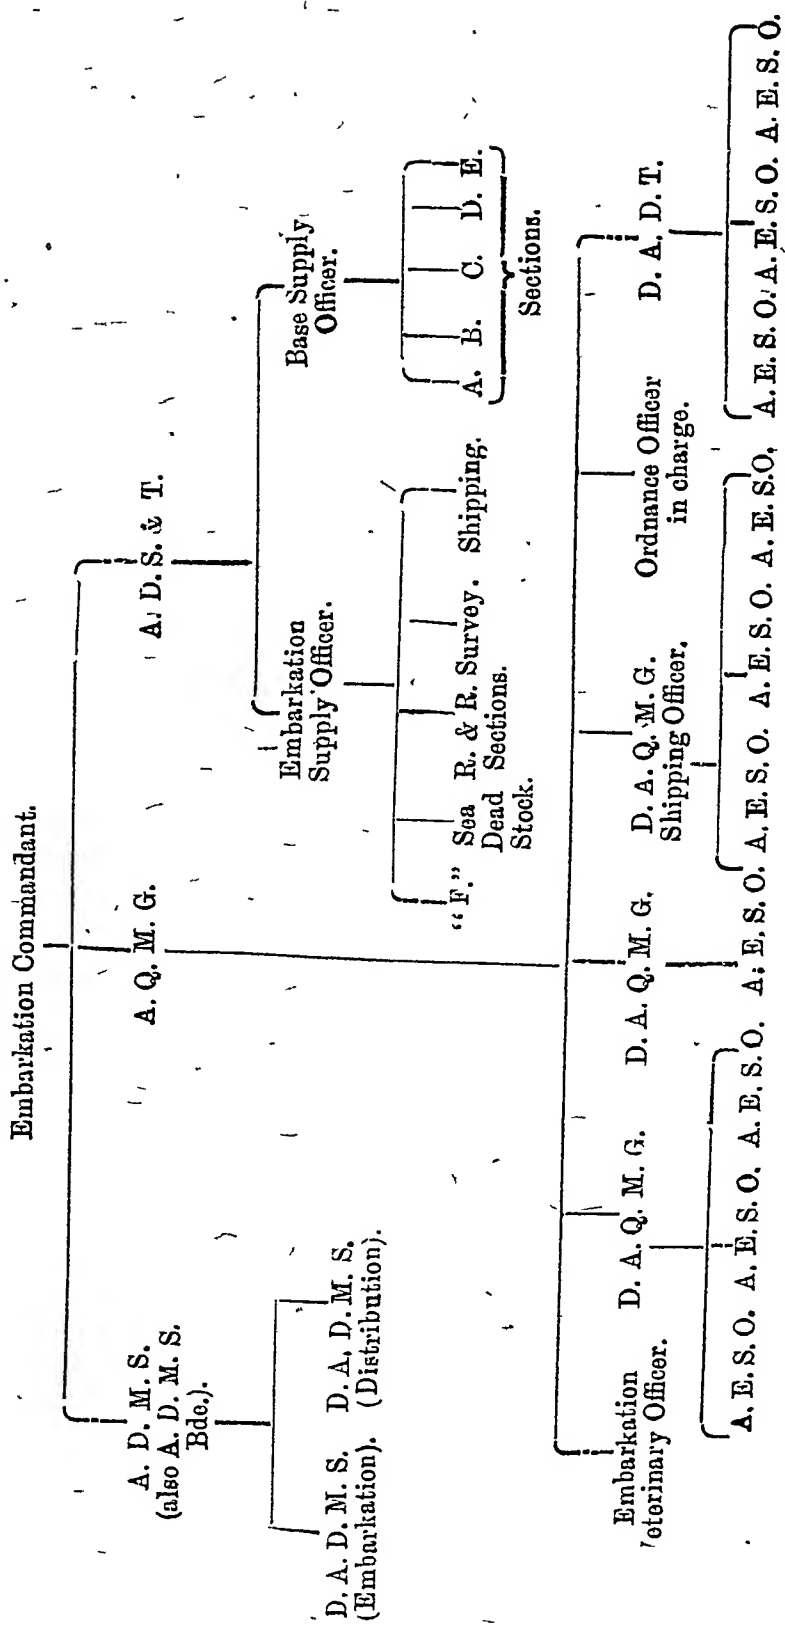 Embarkation Commandant.
A. D. M. S.
(also A. D. M. S.
Bde.).
A. Q. M. G.
A. D. S. & T.
D. A. D. M. S.
(Embarkation).
D. A. D. M. S.
(Distribution).
Embarkation
Supply Officer.
Base Supply
Officer.
"F."
Sea
Dead
Stock.
R. & R.
Sections.
Survey.
Shipping.
A. B. C. D. E.
Sections.
Embarkation
Veterinary Officer.
D. A. Q. M. G.
D. A. Q. M. G.
D. A. Q. M. G.
Shipping Officer.
Ordnance Officer
in charge.
D. A. D. T.
A. E. S. O. A. E. S. O. A. E. S. O.
A. E. S. O.
A. E. S. O. A. E. S. O. A. E. S. O.
A. E. S. O. A. E. S. O. A. E. S. O.